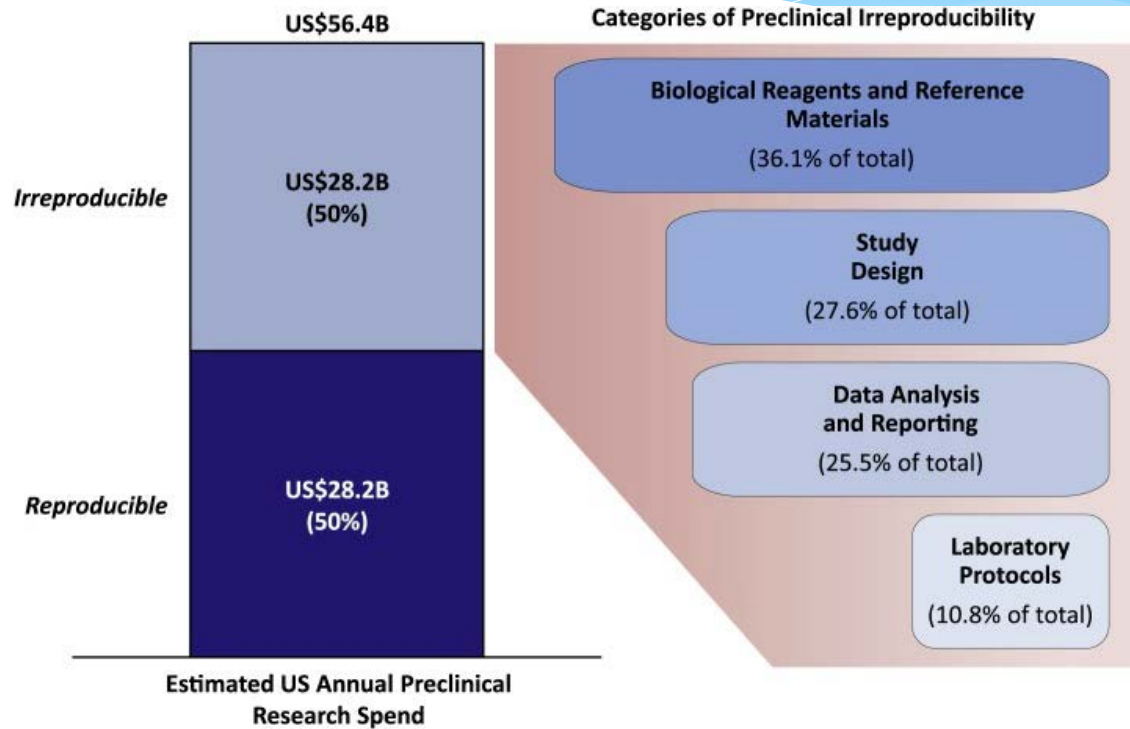 US$56.4B
Categories of Preclinical Irreproducibility
Irreproducible
US$28.2B
(50%)
Reproducible
US$28.2B
(50%)
Estimated US Annual Preclinical
Research Spend
Biological Reagents and Reference
Materials
(36.1% of total)
Study
Design
(27.6% of total)
Data Analysis
and Reporting
(25.5% of total)
Laboratory
Protocols
(10.8% of total)